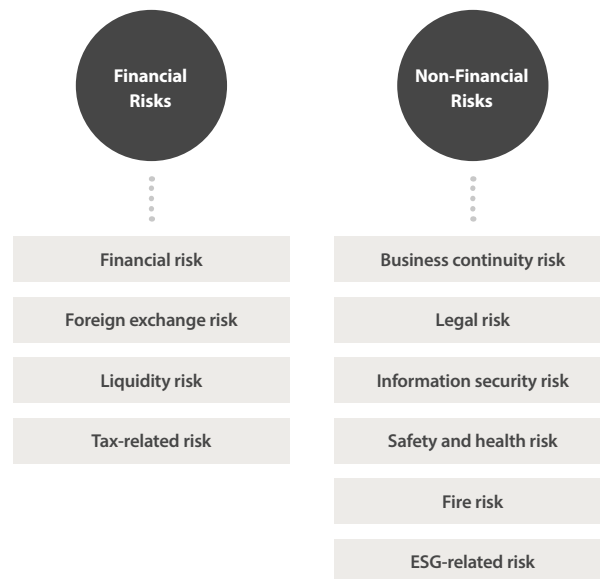 Financial
Risks
Financial risk
Foreign exchange risk
Liquidity risk
Tax-related risk
Non-Financial
Risks
Business continuity risk
Legal risk
Information security risk
Safety and health risk
Fire risk
ESG-related risk